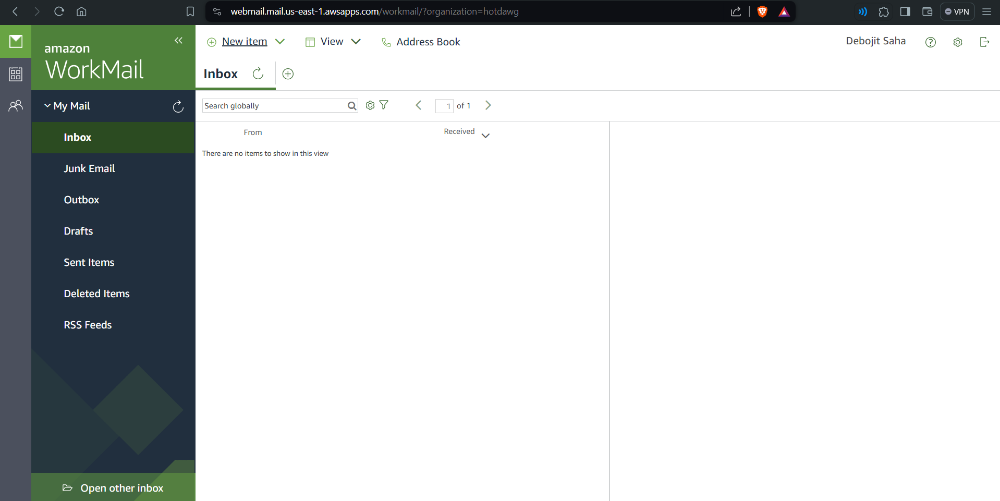 webmail.mail.us-east-1.awsapps.com/workmail/?organization=hotdawg
VPN
amazon
WorkMail
New item
View
Address Book
Debojit Saha
Inbox
My Mail
Search globally
1 of 1
Inbox
From
Received
There are no items to show in this view
Junk Email
Outbox
Drafts
Sent Items
Deleted Items
RSS Feeds
Open other inbox